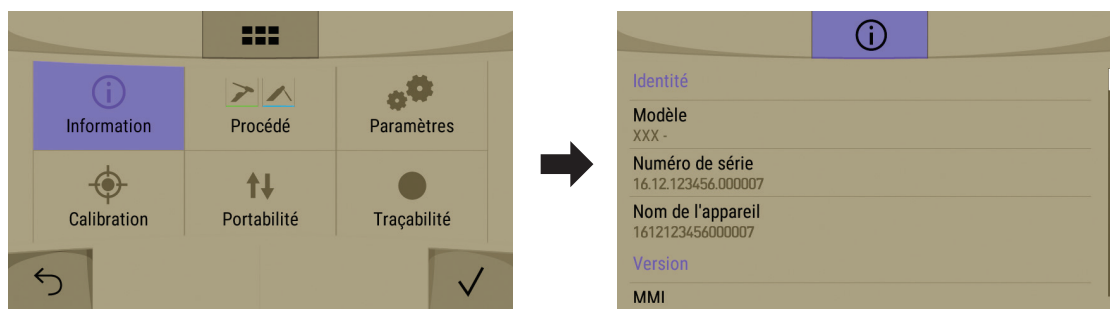 Information
Procédé
Paramètres
Calibration
Portabilité
Traçabilité
Identité
Modèle
XXX -
Numéro de série
16.12.123456.000007
Nom de l'appareil
1612123456000007
Version
MMI